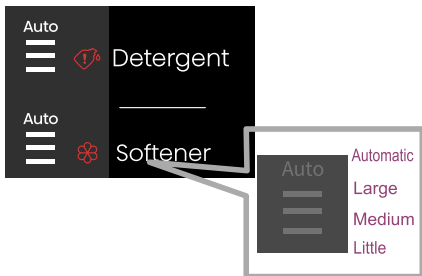 Auto
Detergent
Auto
Softener
Auto
Automatic
Large
Medium
Little